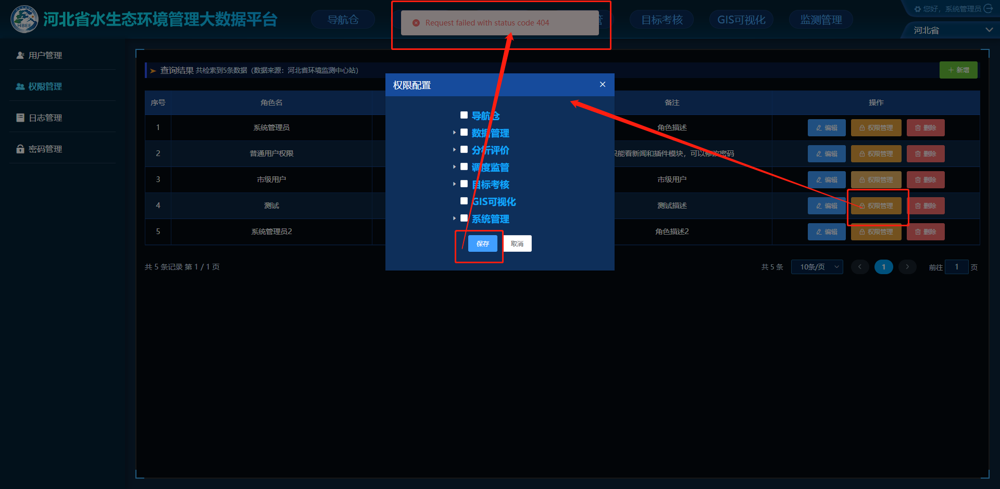 河北省水生态环境管理大数据平台
导航仓
管
目标考核
GIS可视化
监测管理
您好，系统管理员
河北省
HBEE
Request failed with status code 404
用户管理
权限管理
日志管理
密码管理
查询结果 共检索到5条数据（数据来源：河北省环境监测中心站）
新增
序号 角色名 备注 操作
1 系统管理员 角色描述 编辑 权限管理 删除
2 普通用户权限 只能看新闻和插件模块，可以修改密码 编辑 权限管理 删除
3 市级用户 市级用户 编辑 权限管理 删除
4 测试 测试描述 编辑 权限管理 删除
5 系统管理员2 角色描述2 编辑 权限管理 删除
权限配置
导航仓
数据管理
分析评价
调度监管
目标考核
GIS可视化
系统管理
保存 取消
共 5 条记录 第 1 / 1 页
共 5 条 10条/页 1 前往 1 页